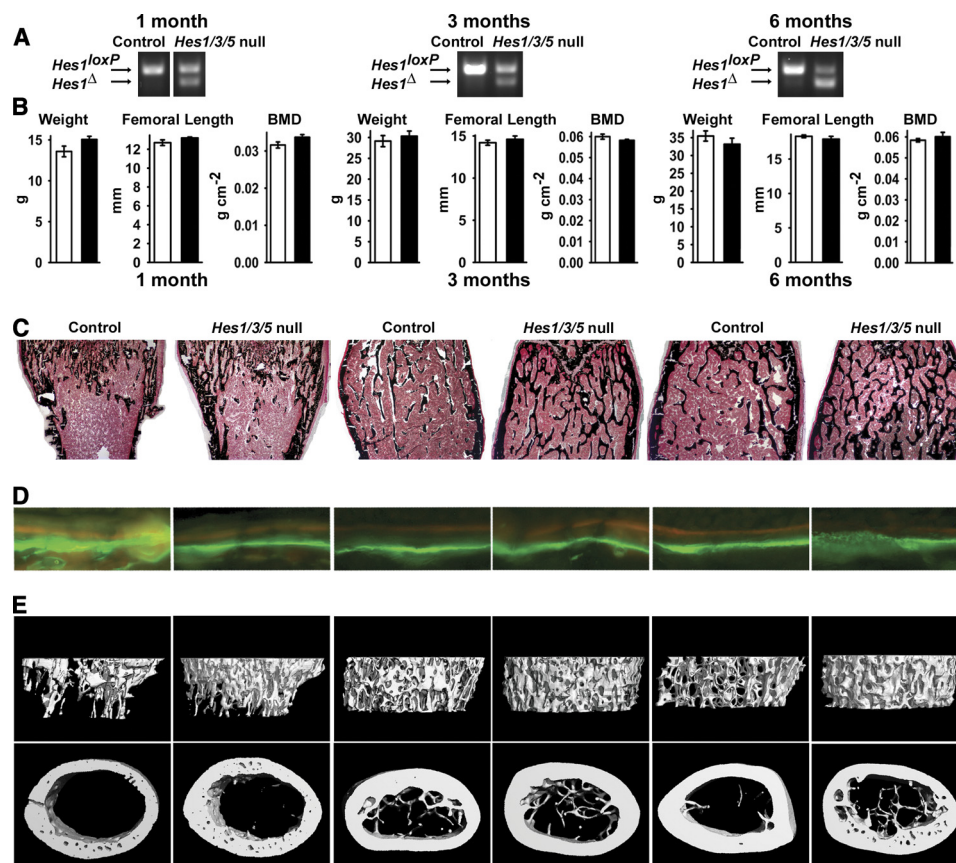 1 month 3 months 6 months
A Control Hes1/3/5 null Control Hes1/3/5 null Control Hes1/3/5 null
Hes1loxP Hes1loxP Hes1loxP
Hes1Δ Hes1Δ Hes1Δ
B
Weight Femoral Length BMD Weight Femoral Length BMD Weight Femoral Length BMD
g
15
10
5
0
mm
14
12
10
8
6
4
2
0
g cm-2
0.03
0.02
0.01
0.00
g
30
25
20
15
10
5
0
mm
15
10
5
0
g cm-2
0.06
0.05
0.04
0.03
0.02
0.01
0.00
g
35
30
25
20
15
10
5
0
mm
15
10
5
0
g cm-2
0.06
0.05
0.04
0.03
0.02
0.01
0.00
1 month 3 months 6 months
C Control Hes1/3/5 null Control Hes1/3/5 null Control Hes1/3/5 null
D
E